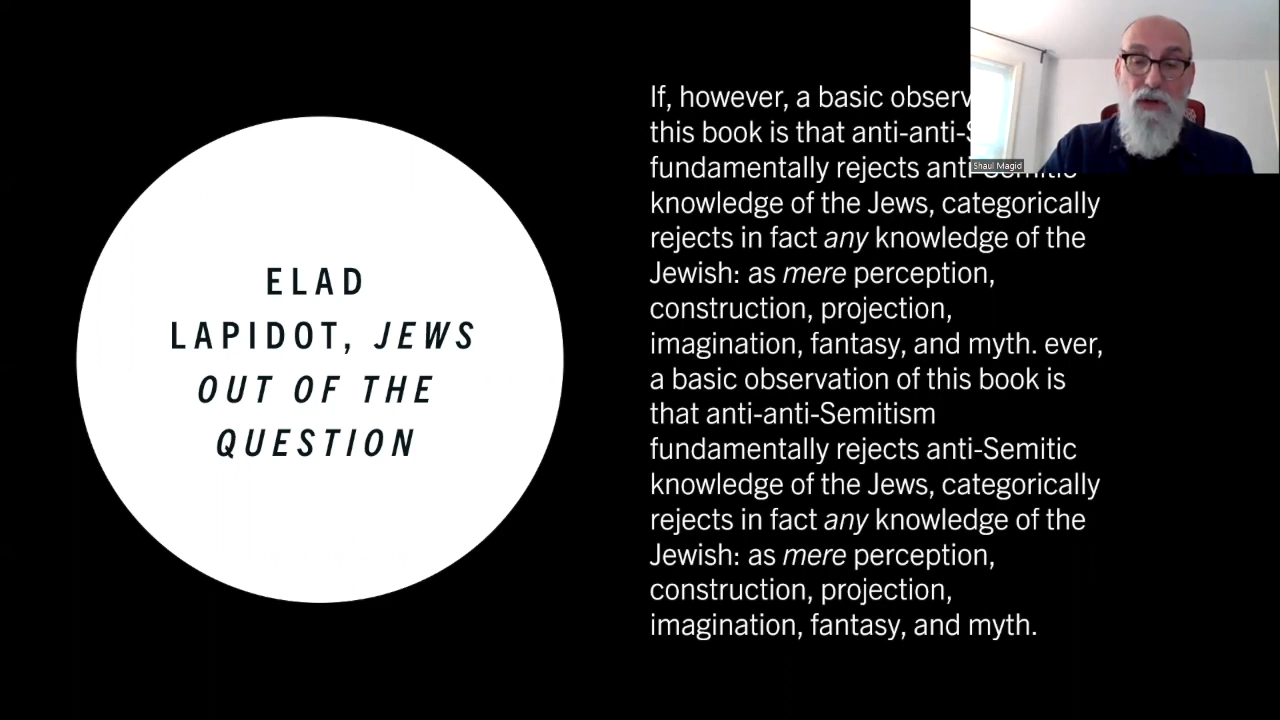 ELAD
LAPIDOT, JEWS
OUT OF THE
QUESTION
If, however, a basic
this book is that
fundamentally rejects
knowledge of the Jews, categorically
rejects in fact any knowledge of the
Jewish: as mere perception,
construction, projection,
imagination, fantasy, and myth. ever,
a basic observation of this book is
that anti-anti-Semitism
fundamentally rejects anti-Semitic
knowledge of the Jews, categorically
rejects in fact any knowledge of the
Jewish: as mere perception,
construction, projection,
imagination, fantasy, and myth.
Shaul Magid